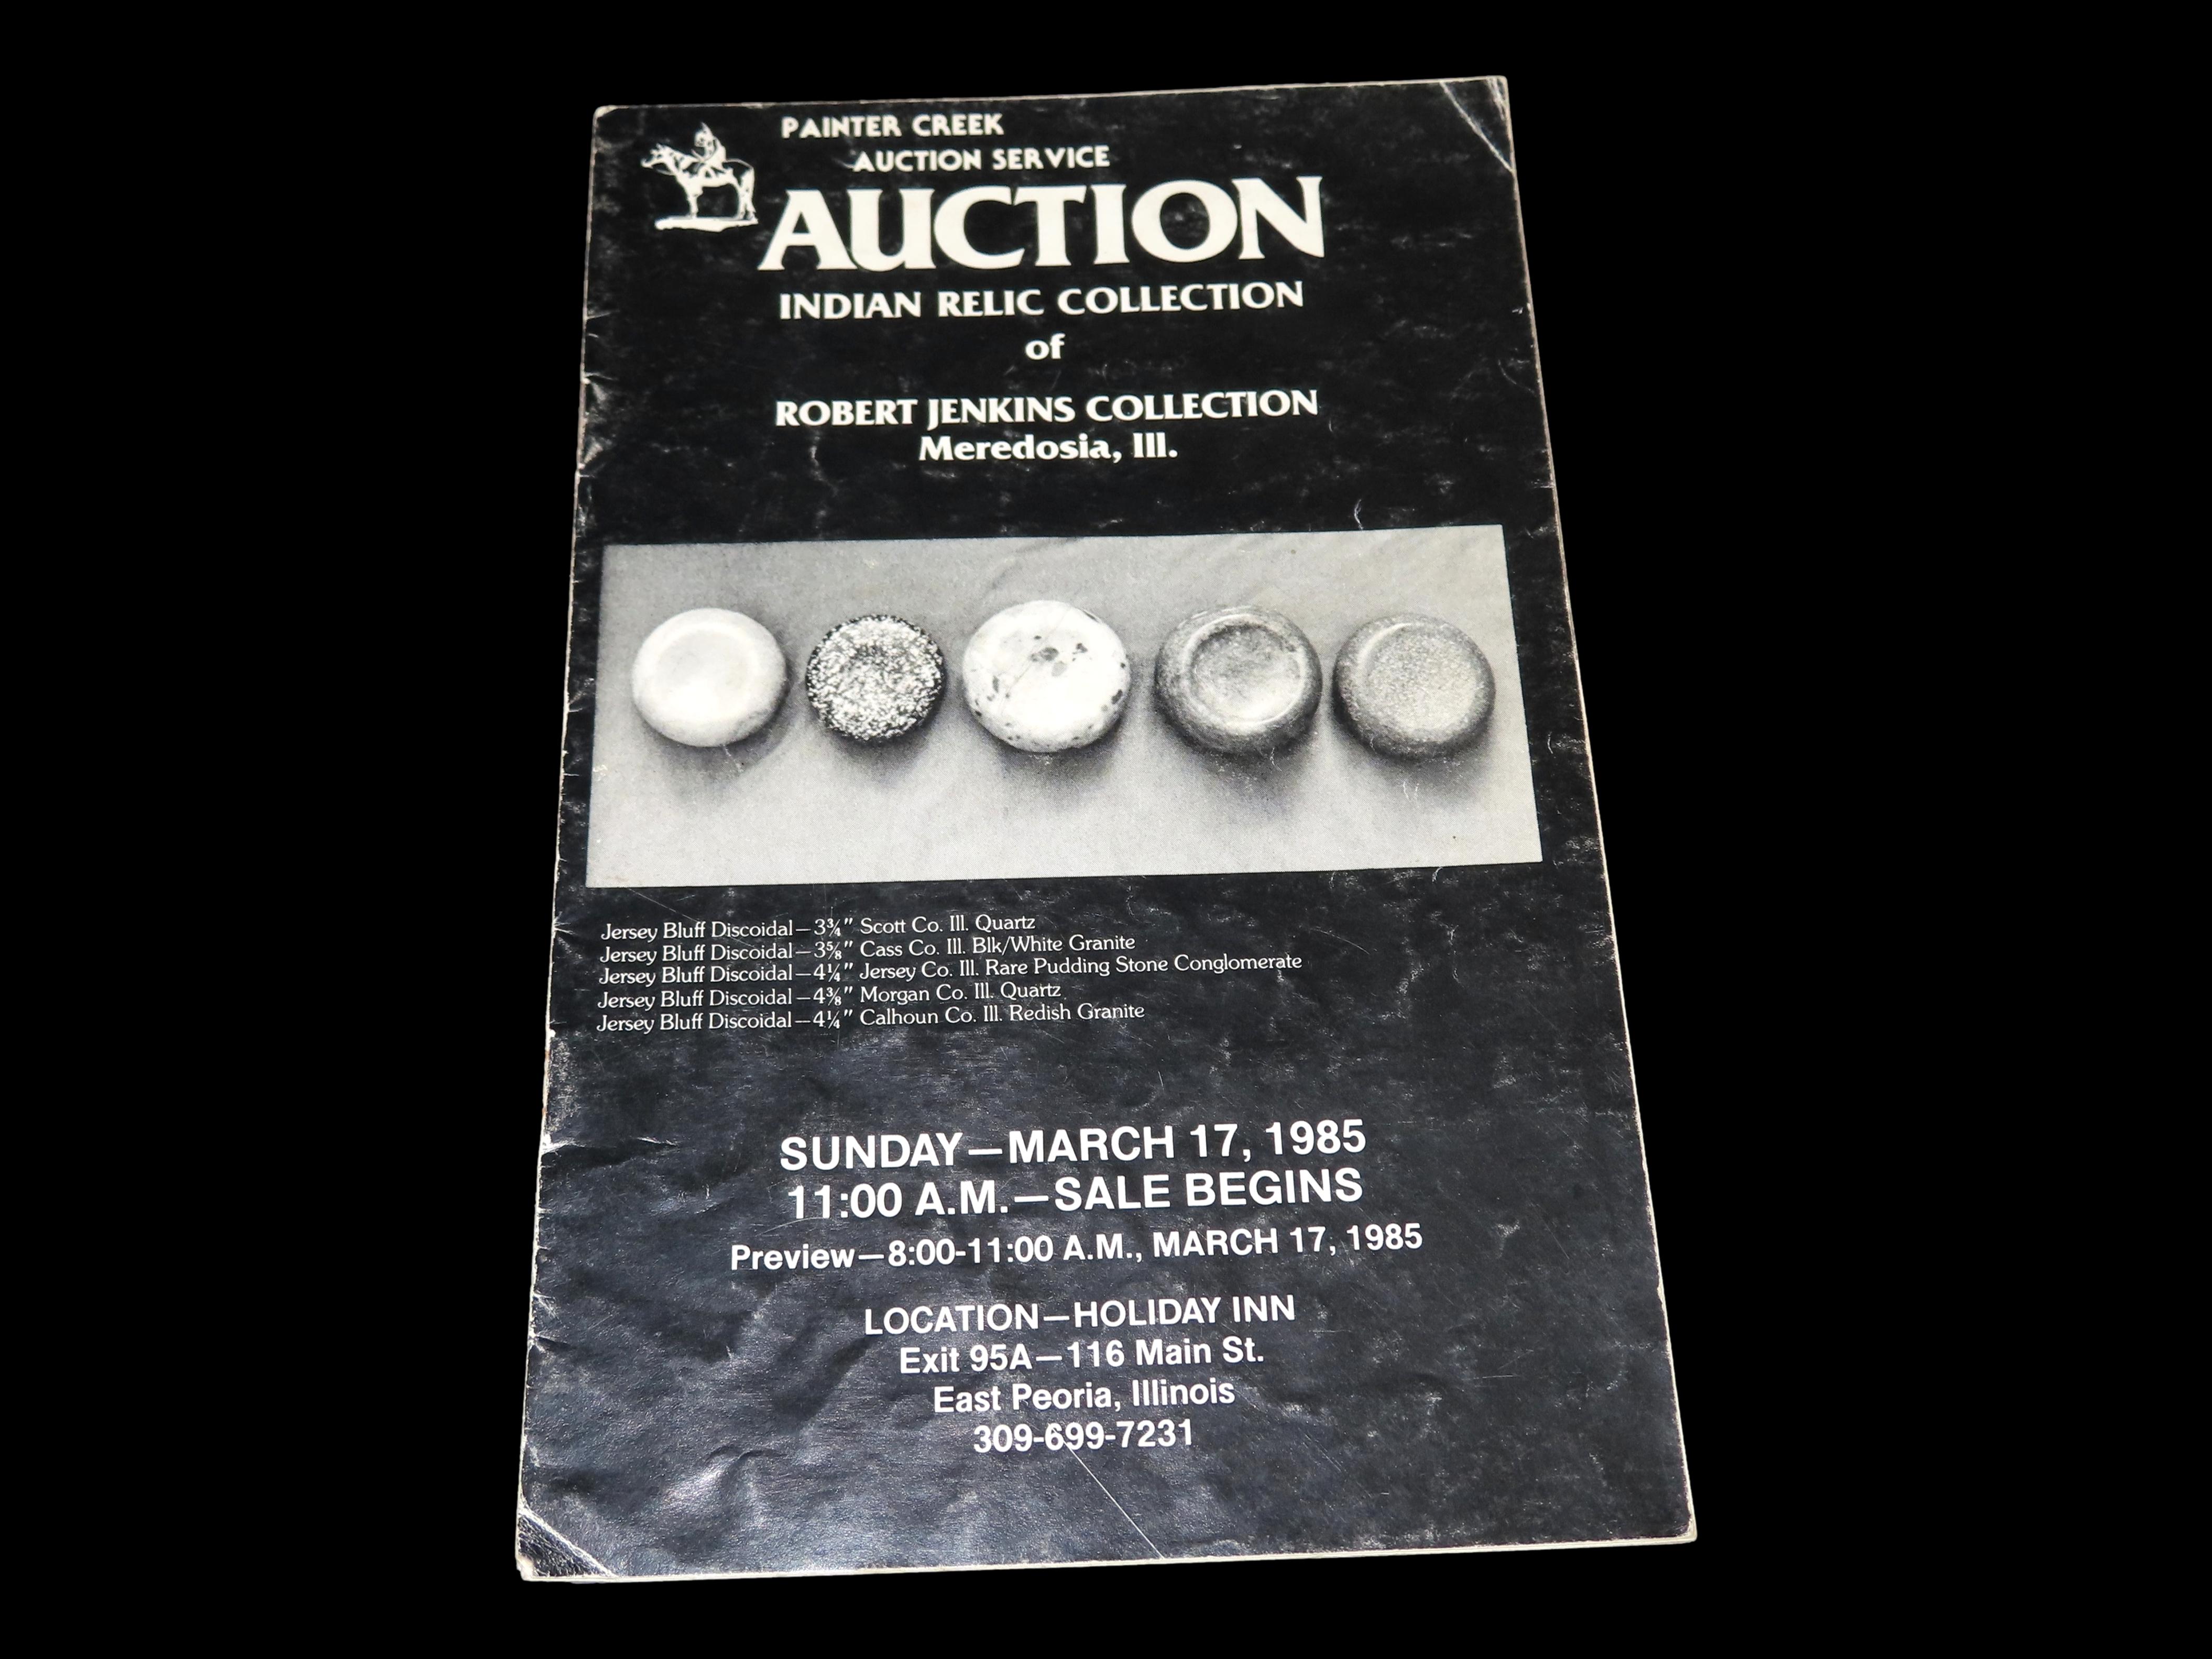 PAINTER CREEK
AUCTION SERVICE
AUCTION
INDIAN RELIC COLLECTION
of
ROBERT JENKINS COLLECTION
Meredosia, Ill.
Jersey Bluff Discoidal—3¾" Scott Co. Ill. Quartz
Jersey Bluff Discoidal—3⅝" Cass Co. Ill. Blk/White Granite
Jersey Bluff Discoidal—4¼" Jersey Co. Ill. Rare Pudding Stone Conglomerate
Jersey Bluff Discoidal—4⅜" Morgan Co. Ill. Quartz
Jersey Bluff Discoidal—4¼" Calhoun Co. Ill. Redish Granite
SUNDAY—MARCH 17, 1985
11:00 A.M.—SALE BEGINS
Preview—8:00-11:00 A.M., MARCH 17, 1985
LOCATION—HOLIDAY INN
Exit 95A—116 Main St.
East Peoria, Illinois
309-699-7231